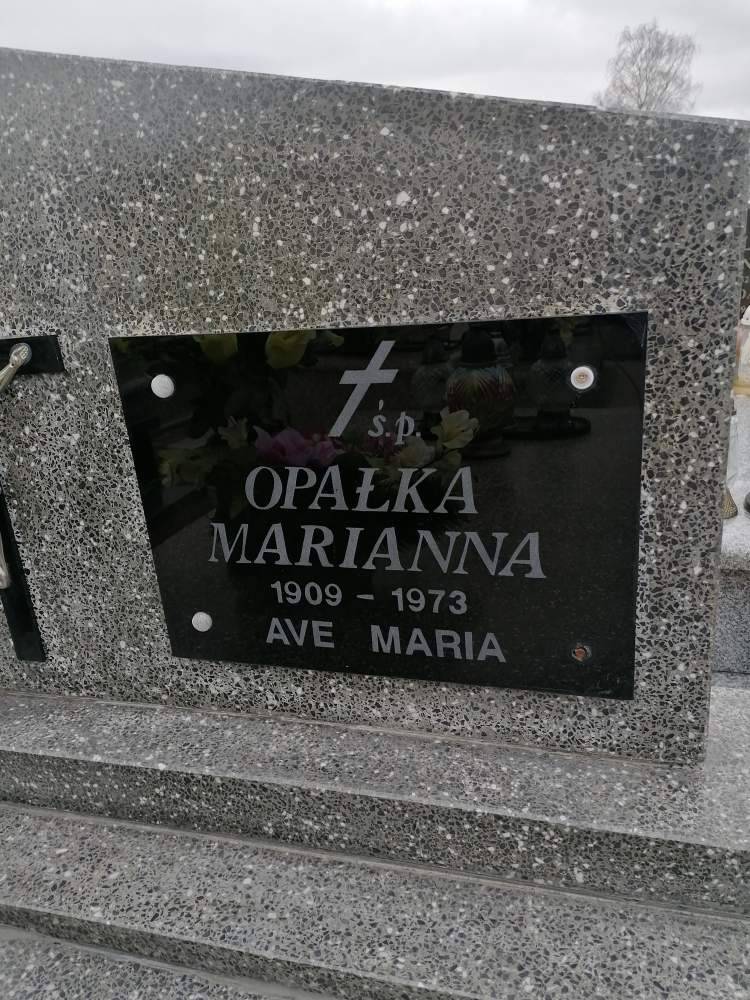 ś.p.
OPAŁKA
MARIANNA
1909 - 1973
AVE MARIA